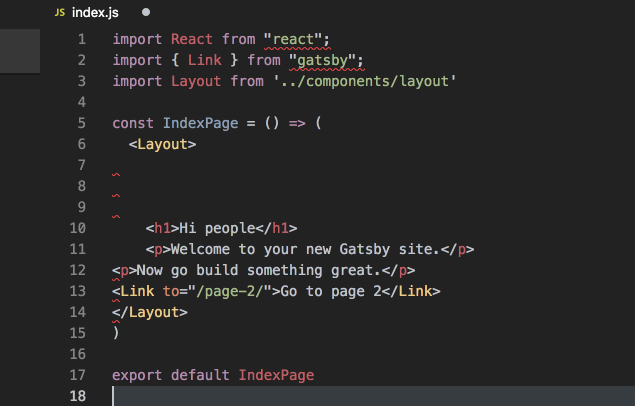 JS index.js
1 import React from "react";
2 import { Link } from "gatsby";
3 import Layout from '../components/layout'
4
5 const IndexPage = () => (
6 <Layout>
7
8
9
10 <h1>Hi people</h1>
11 <p>Welcome to your new Gatsby site.</p>
12 <p>Now go build something great.</p>
13 <Link to="/page-2/">Go to page 2</Link>
14 </Layout>
15 )
16
17 export default IndexPage
18